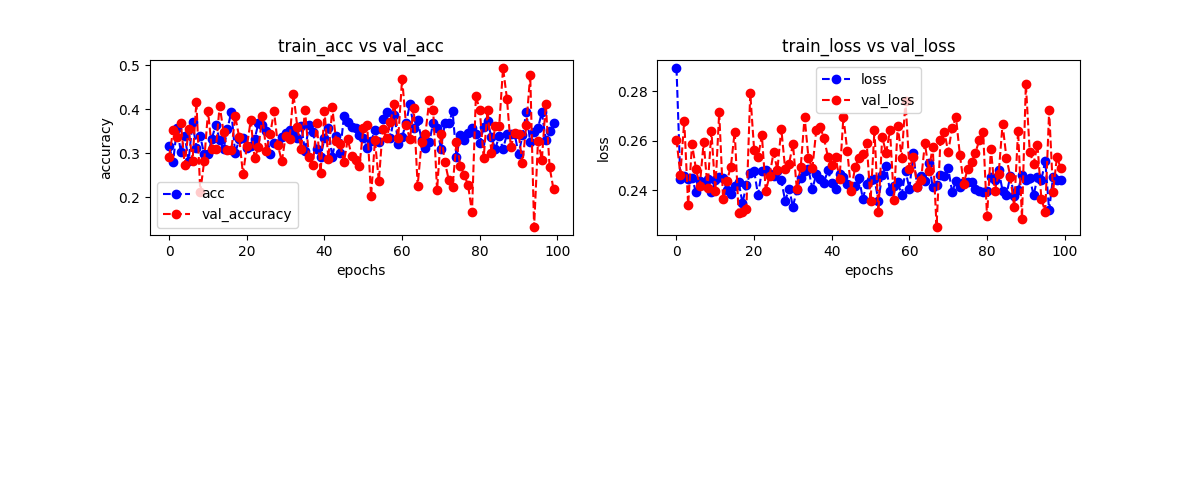 train_acc vs val_acc
0.5
0.4
0.3
0.2
accuracy
acc
val_accuracy
0
20
40
60
80
100
epochs
train_loss vs val_loss
0.28
0.26
0.24
loss
loss
val_loss
0
20
40
60
80
100
epochs